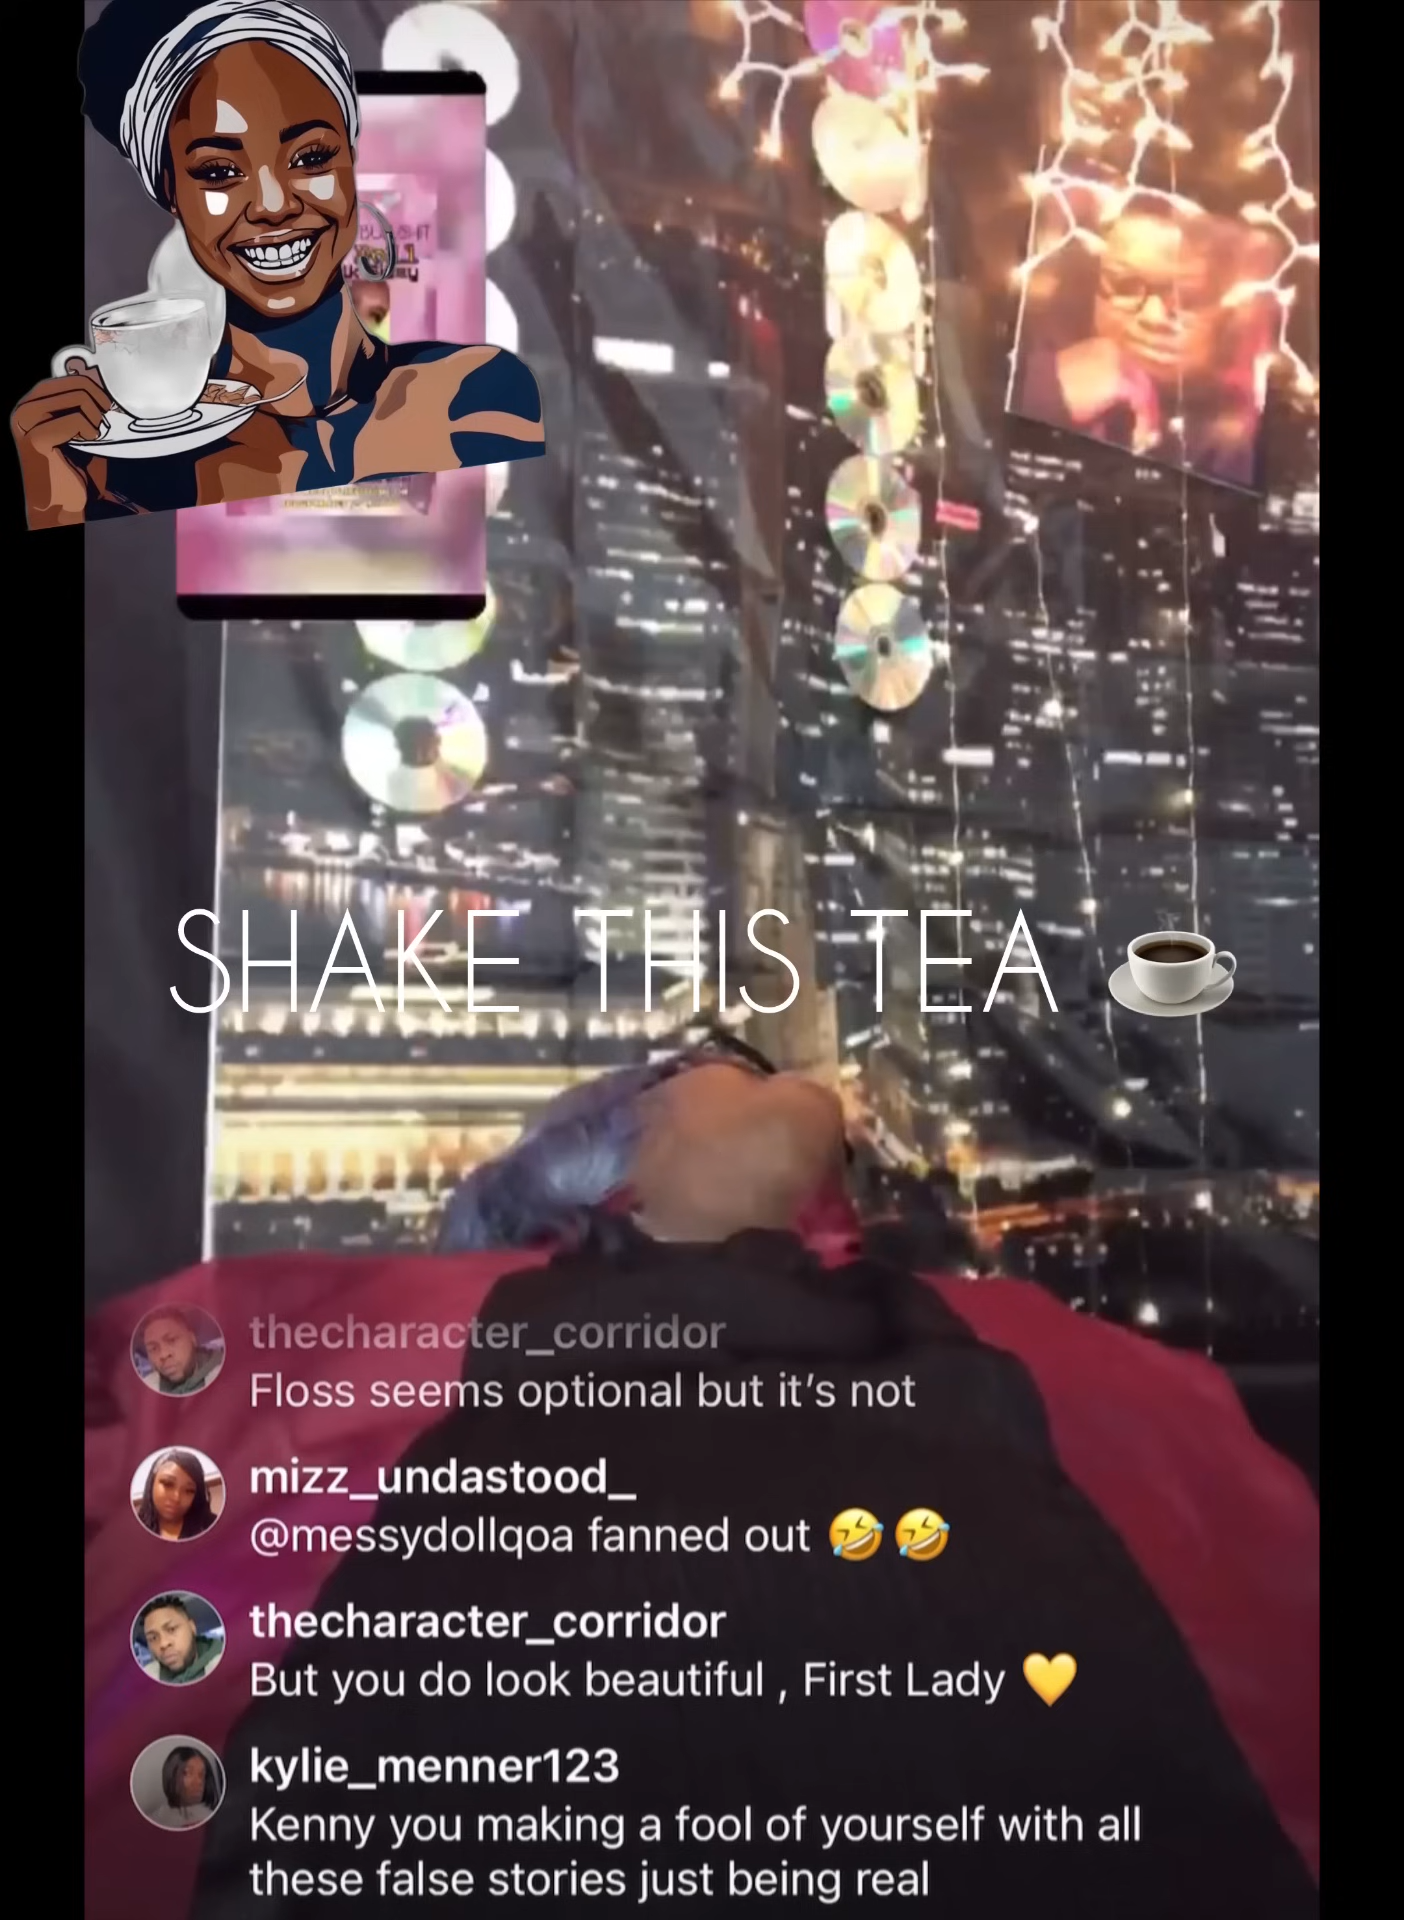 SHAKE THIS TEA ☕
thecharacter_corridor
Floss seems optional but it's not
mizz_undastood_
@messydollqoa fanned out 🤣🤣
thecharacter_corridor
But you do look beautiful , First Lady 💛
kylie_menner123
Kenny you making a fool of yourself with all
these false stories just being real